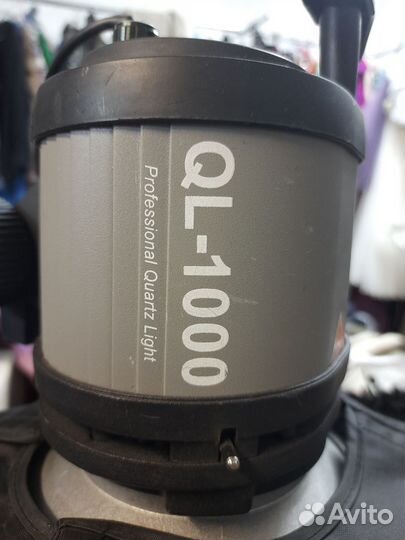 QL-1000
Professional Quartz Light
Avito